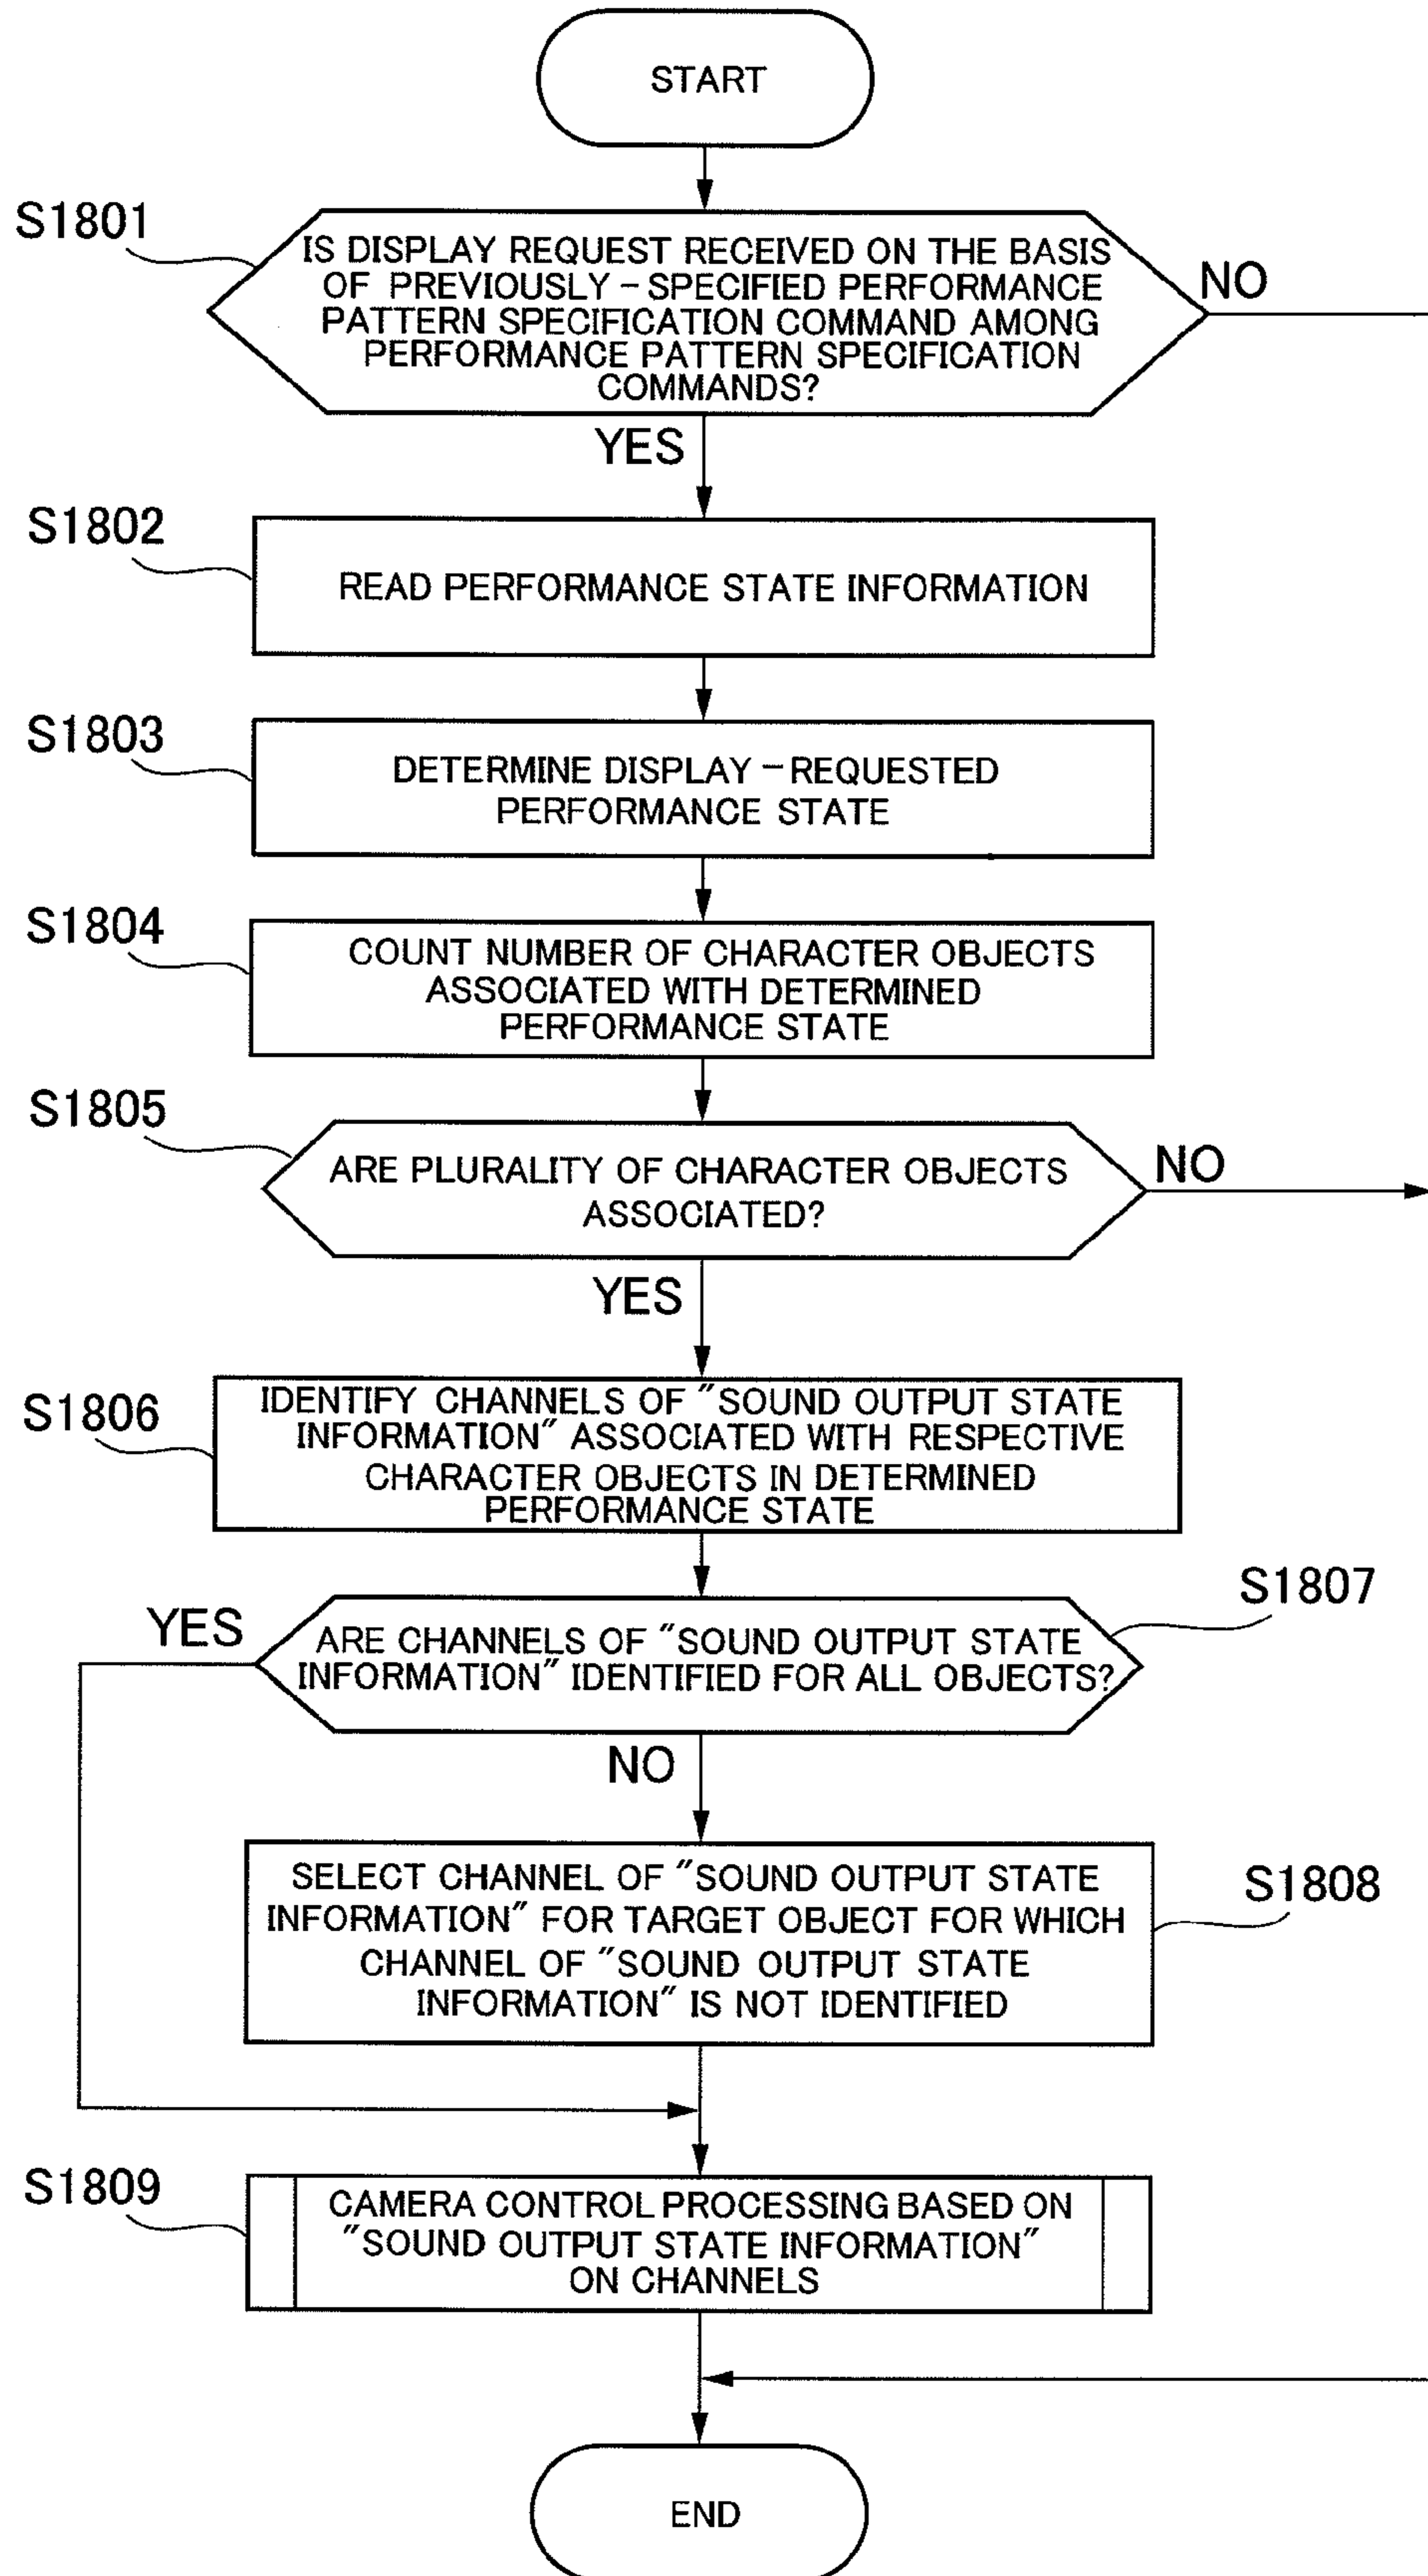 START
S1801
IS DISPLAY REQUEST RECEIVED ON THE BASIS
OF PREVIOUSLY-SPECIFIED PERFORMANCE
PATTERN SPECIFICATION COMMAND AMONG
PERFORMANCE PATTERN SPECIFICATION
COMMANDS?
NO
YES
S1802
READ PERFORMANCE STATE INFORMATION
S1803
DETERMINE DISPLAY-REQUESTED
PERFORMANCE STATE
S1804
COUNT NUMBER OF CHARACTER OBJECTS
ASSOCIATED WITH DETERMINED
PERFORMANCE STATE
S1805
ARE PLURALITY OF CHARACTER OBJECTS
ASSOCIATED?
NO
YES
S1806
IDENTIFY CHANNELS OF "SOUND OUTPUT STATE
INFORMATION" ASSOCIATED WITH RESPECTIVE
CHARACTER OBJECTS IN DETERMINED
PERFORMANCE STATE
S1807
YES
ARE CHANNELS OF "SOUND OUTPUT STATE
INFORMATION" IDENTIFIED FOR ALL OBJECTS?
NO
S1808
SELECT CHANNEL OF "SOUND OUTPUT STATE
INFORMATION" FOR TARGET OBJECT FOR WHICH
CHANNEL OF "SOUND OUTPUT STATE
INFORMATION" IS NOT IDENTIFIED
S1809
CAMERA CONTROL PROCESSING BASED ON
"SOUND OUTPUT STATE INFORMATION"
ON CHANNELS
END